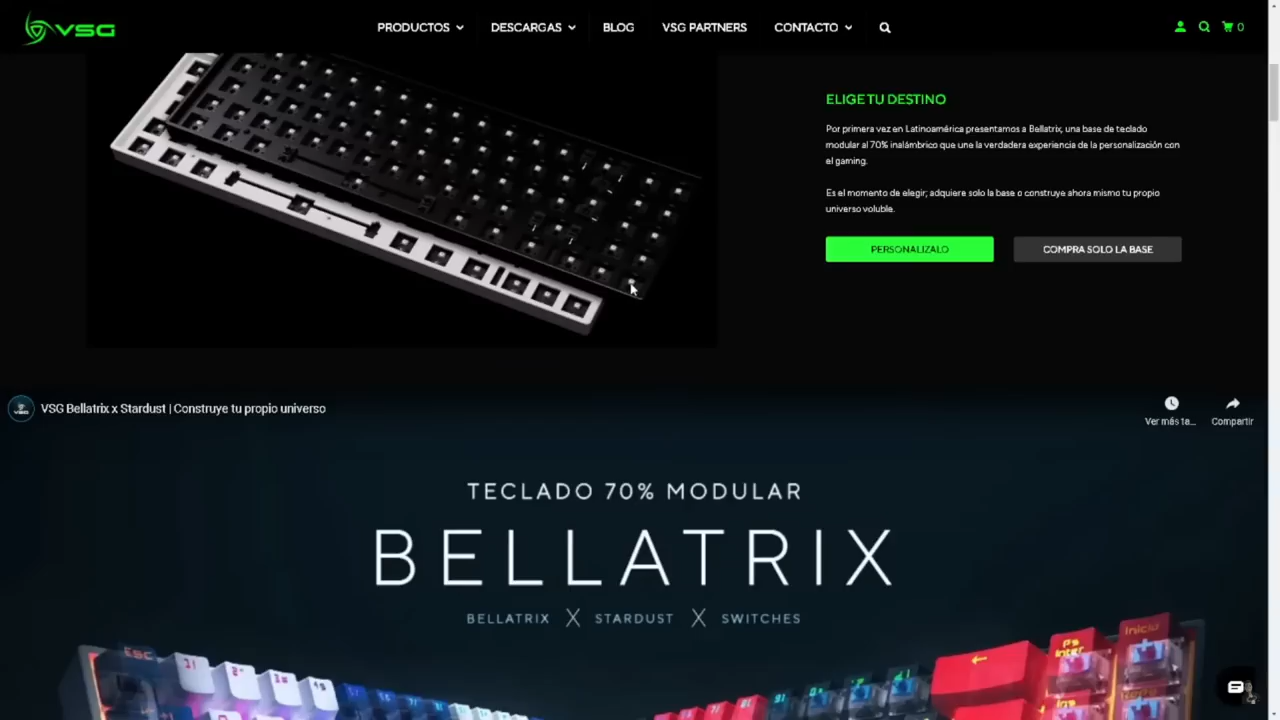 VSG
PRODUCTOS
DESCARGAS
BLOG
VSG PARTNERS
CONTACTO
0
ELIGE TU DESTINO
Por primera vez en Latinoamérica presentamos a Bellatrix, una base de teclado
modular al 70% inalámbrico que une la verdadera experiencia de la personalización con
el gaming.
Es el momento de elegir; adquiere solo la base o construye ahora mismo tu propio
universo voluble.
PERSONALIZALO
COMPRA SOLO LA BASE
VSG Bellatrix x Stardust | Construye tu propio universo
Ver más ta...
Compartir
TECLADO 70% MODULAR
BELLATRIX
BELLATRIX X STARDUST X SWITCHES
Esc
Inicio